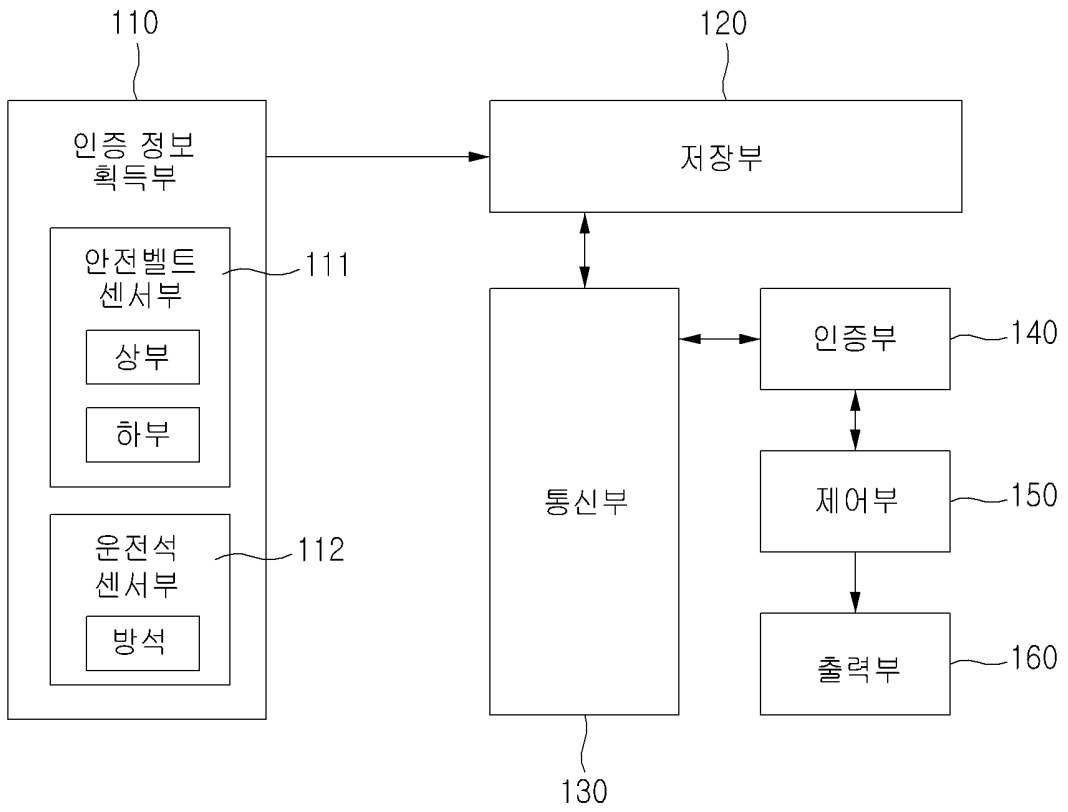 110
120
인증 정보
획득부
저장부
안전벨트
센서부
111
상부
하부
인증부
140
통신부
제어부
150
운전석
센서부
112
방석
출력부
160
130